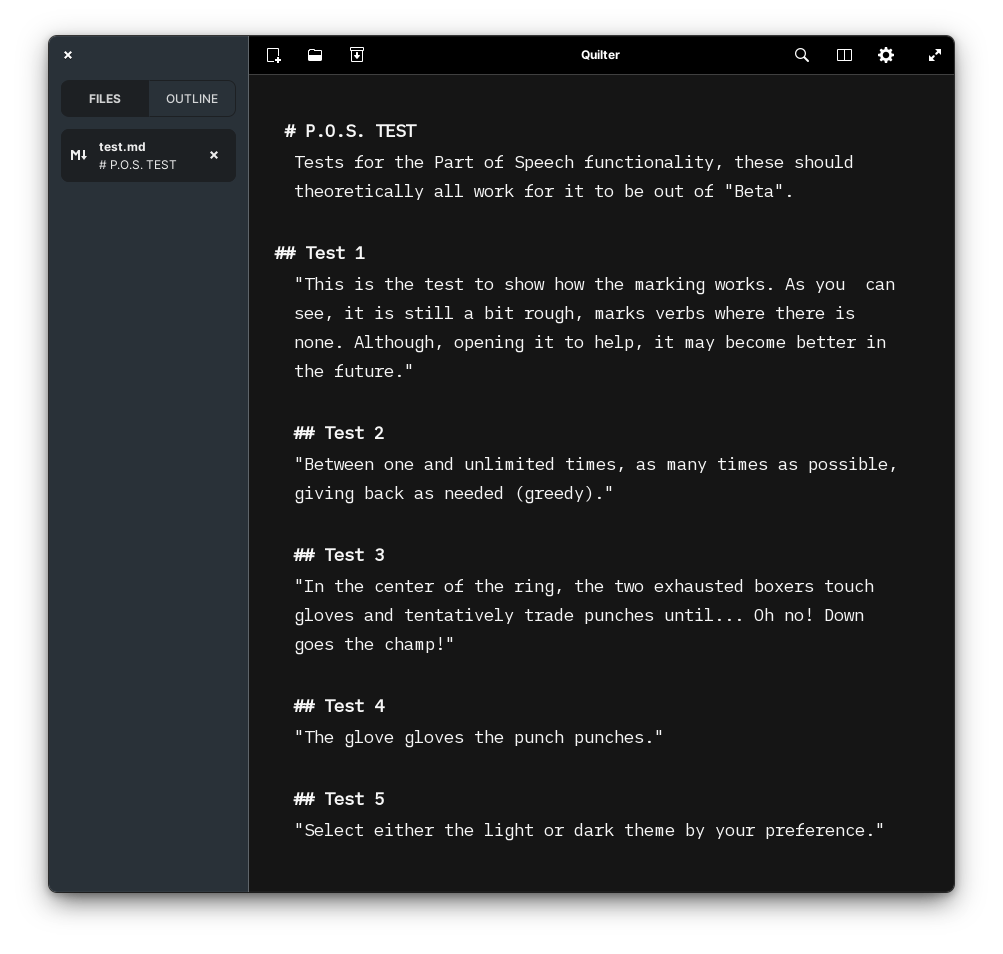 Quilter
FILES
OUTLINE
M↓
test.md
# P.O.S. TEST
# P.O.S. TEST
Tests for the Part of Speech functionality, these should
theoretically all work for it to be out of "Beta".
## Test 1
"This is the test to show how the marking works. As you  can
see, it is still a bit rough, marks verbs where there is
none. Although, opening it to help, it may become better in
the future."
## Test 2
"Between one and unlimited times, as many times as possible,
giving back as needed (greedy)."
## Test 3
"In the center of the ring, the two exhausted boxers touch
gloves and tentatively trade punches until... Oh no! Down
goes the champ!"
## Test 4
"The glove gloves the punch punches."
## Test 5
"Select either the light or dark theme by your preference."